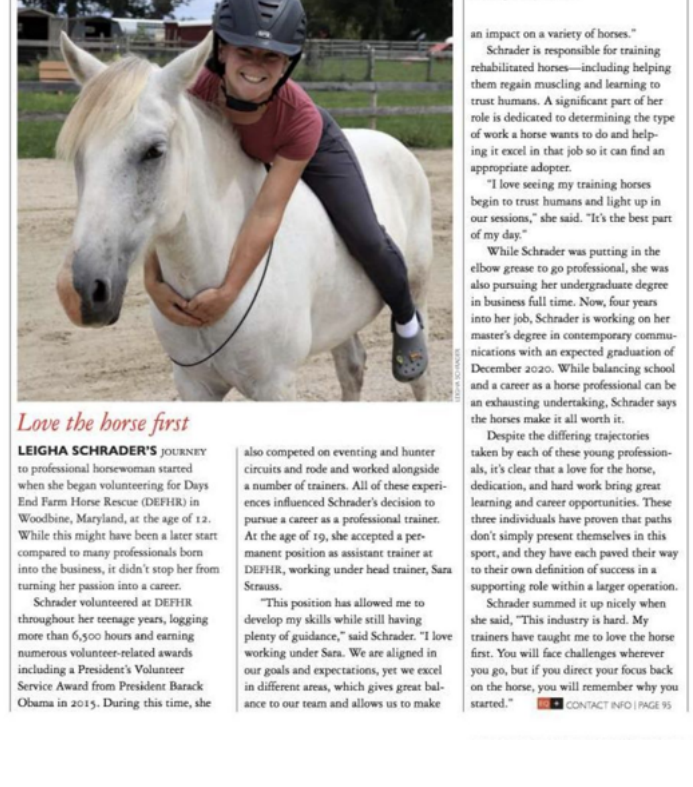 LEIGHA SCHRADER
Love the horse first
LEIGHA SCHRADER'S JOURNEY
to professional horsewoman started
when she began volunteering for Days
End Farm Horse Rescue (DEFHR) in
Woodbine, Maryland, at the age of 12.
While this might have been a later start
compared to many professionals born
into the business, it didn't stop her from
turning her passion into a career.
Schrader volunteered at DEFHR
throughout her teenage years, logging
more than 6,500 hours and earning
numerous volunteer-related awards
including a President's Volunteer
Service Award from President Barack
Obama in 2015. During this time, she
also competed on eventing and hunter
circuits and rode and worked alongside
a number of trainers. All of these experi-
ences influenced Schrader's decision to
pursue a career as a professional trainer.
At the age of 19, she accepted a per-
manent position as assistant trainer at
DEFHR, working under head trainer, Sara
Strauss.
"This position has allowed me to
develop my skills while still having
plenty of guidance," said Schrader. "I love
working under Sara. We are aligned in
our goals and expectations, yet we excel
in different areas, which gives great bal-
ance to our team and allows us to make
an impact on a variety of horses."
Schrader is responsible for training
rehabilitated horses—including helping
them regain muscling and learning to
trust humans. A significant part of her
role is dedicated to determining the type
of work a horse wants to do and help-
ing it excel in that job so it can find an
appropriate adopter.
"I love seeing my training horses
begin to trust humans and light up in
our sessions," she said. "It's the best part
of my day."
While Schrader was putting in the
elbow grease to go professional, she was
also pursuing her undergraduate degree
in business full time. Now, four years
into her job, Schrader is working on her
master's degree in contemporary commu-
nications with an expected graduation of
December 2020. While balancing school
and a career as a horse professional can be
an exhausting undertaking, Schrader says
the horses make it all worth it.
Despite the differing trajectories
taken by each of these young profession-
als, it's clear that a love for the horse,
dedication, and hard work bring great
learning and career opportunities. These
three individuals have proven that paths
don't simply present themselves in this
sport, and they have each paved their way
to their own definition of success in a
supporting role within a larger operation.
Schrader summed it up nicely when
she said, "This industry is hard. My
trainers have taught me to love the horse
first. You will face challenges wherever
you go, but if you direct your focus back
on the horse, you will remember why you
started." EQ + CONTACT INFO | PAGE 95